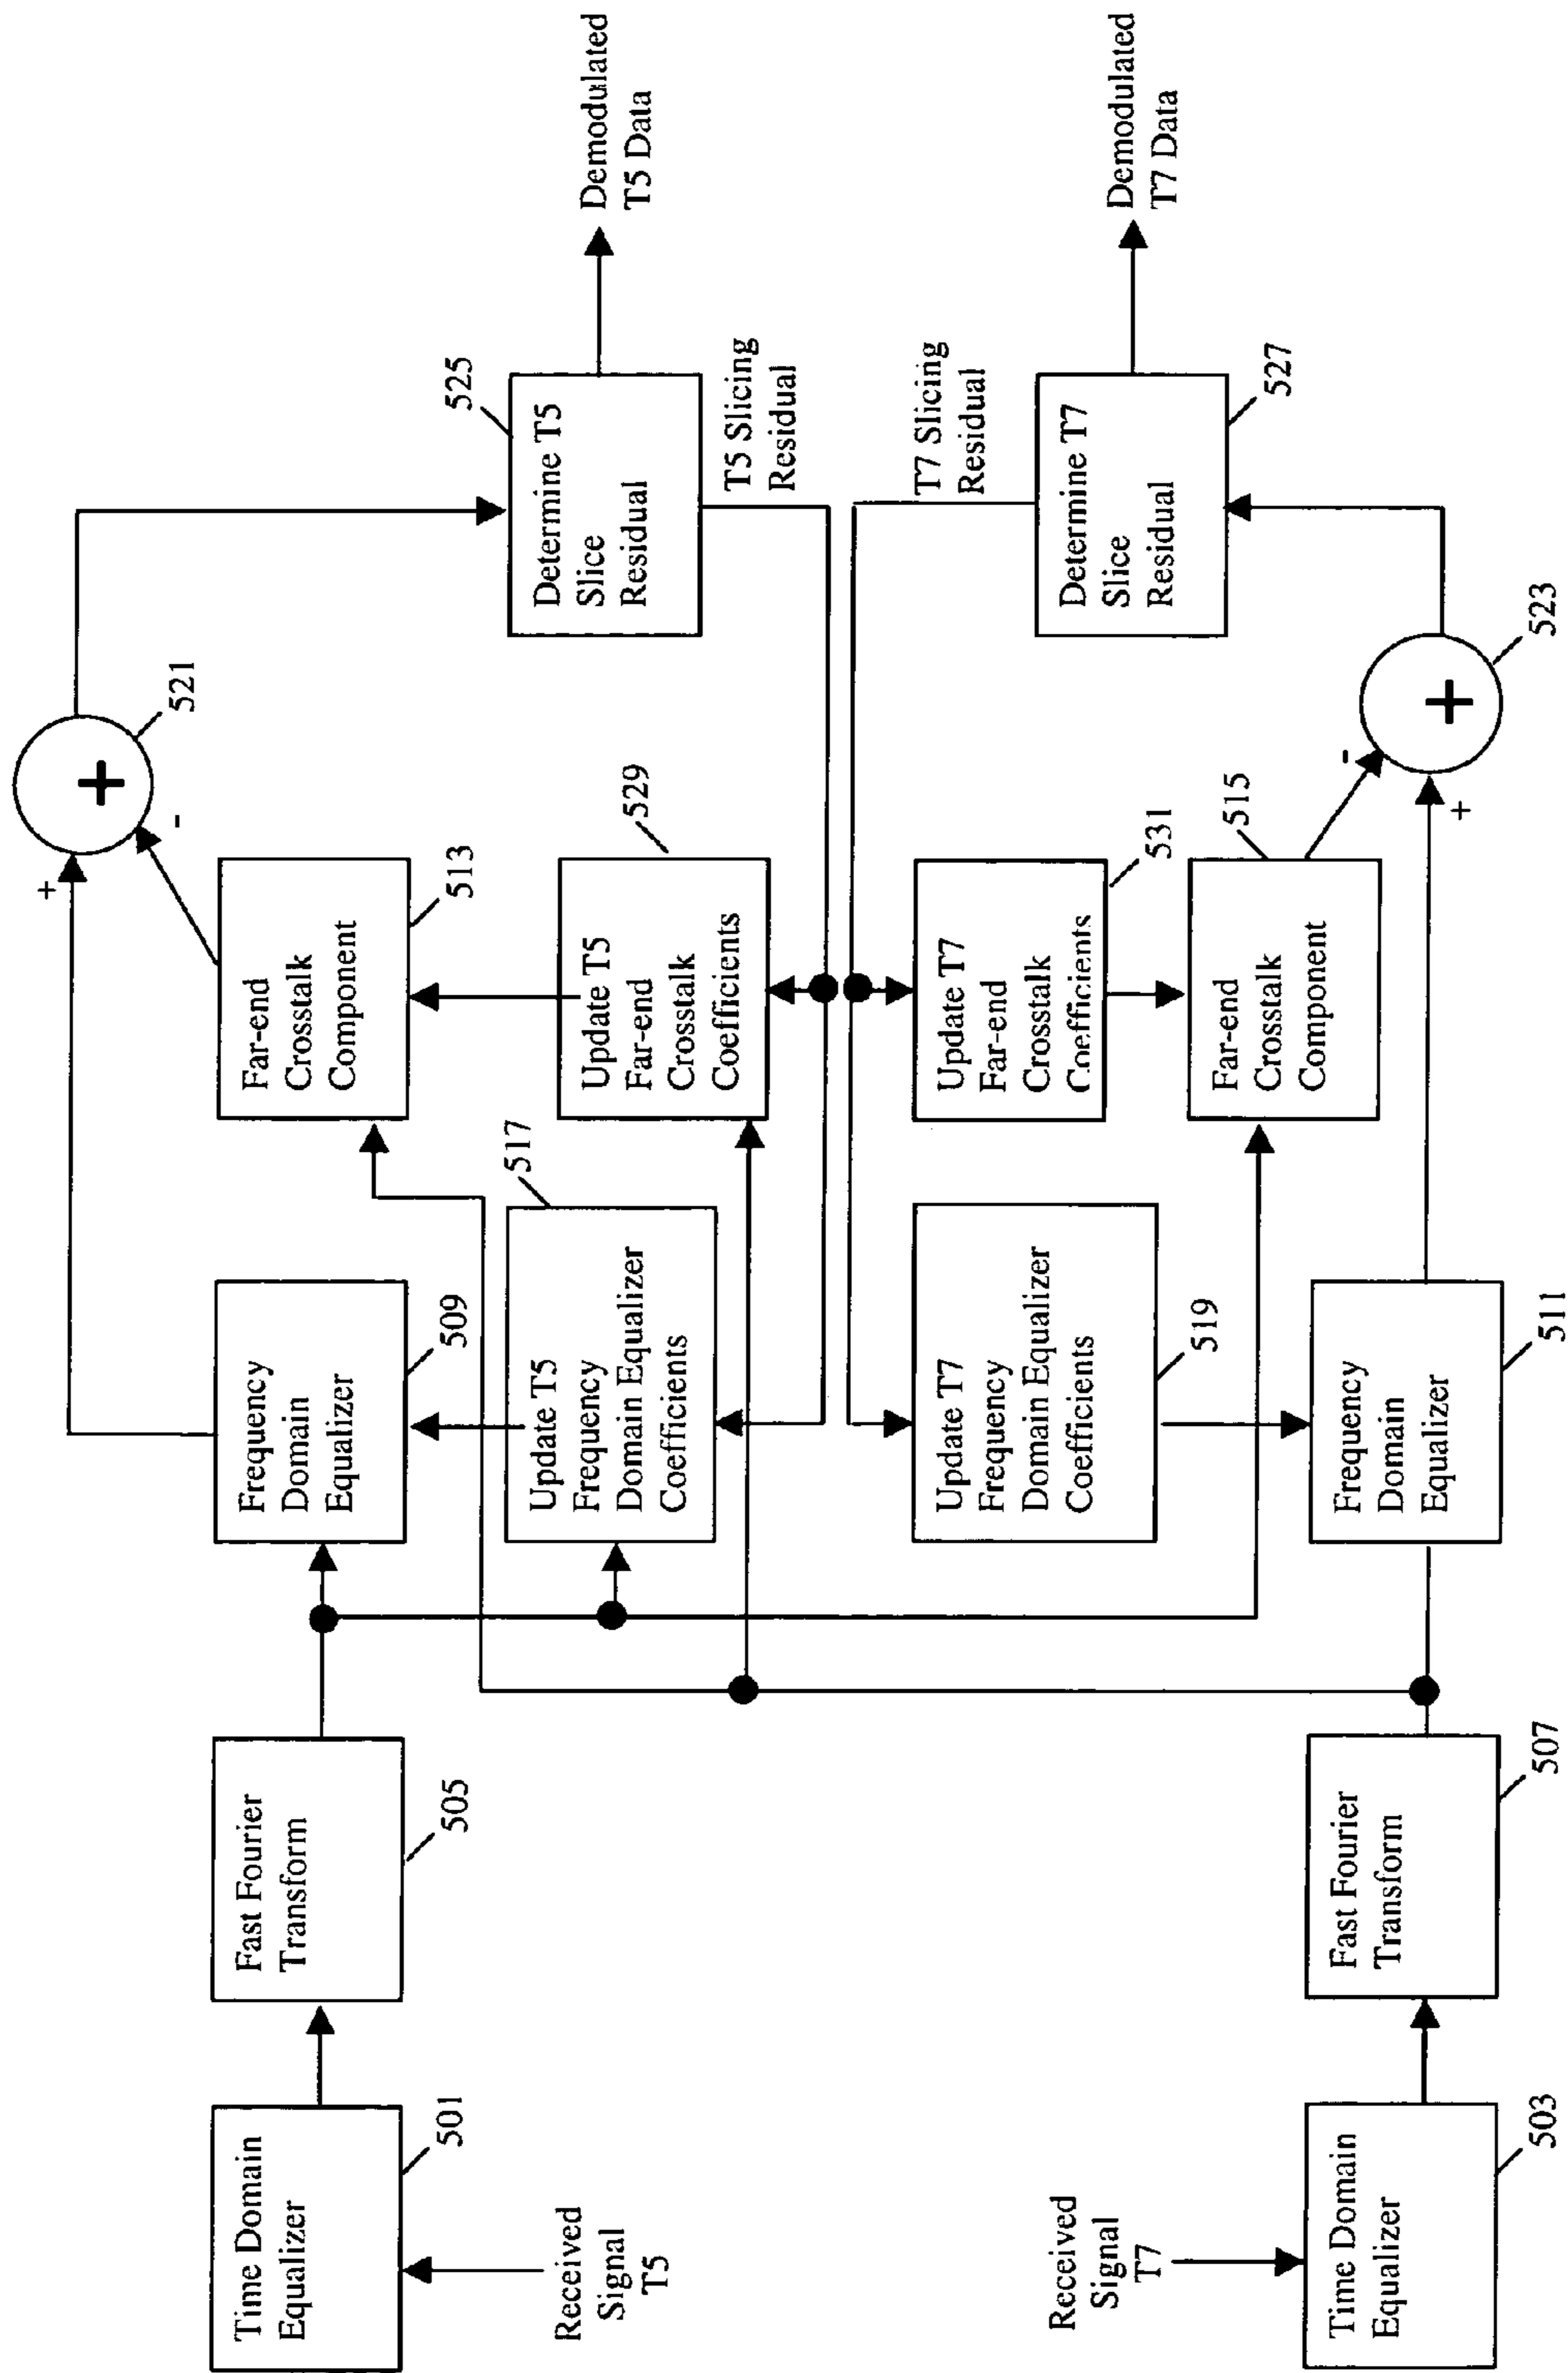 Time Domain
Equalizer
501
Received
Signal
T5
Fast Fourier
Transform
505
Frequency
Domain
Equalizer
509
Update T5
Frequency
Domain Equalizer
Coefficients
517
Far-end
Crosstalk
Component
513
Update T5
Far-end
Crosstalk
Coefficients
529
+
-
+
521
Determine T5
Slice
Residual
525
T5 Slicing
Residual
Demodulated
T5 Data
Received
Signal
T7
Time Domain
Equalizer
503
Fast Fourier
Transform
507
Update T7
Frequency
Domain Equalizer
Coefficients
519
Frequency
Domain
Equalizer
511
Update T7
Far-end
Crosstalk
Coefficients
531
Far-end
Crosstalk
Component
515
-
+
+
523
T7 Slicing
Residual
Determine T7
Slice
Residual
527
Demodulated
T7 Data